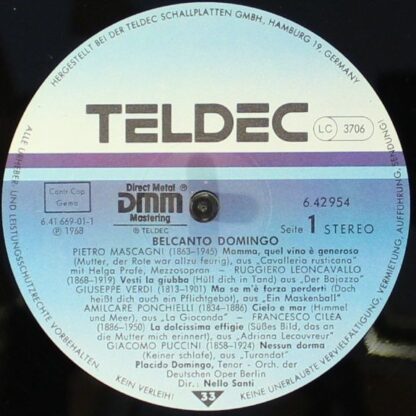 HERGESTELLT BEI DER TELDEC SCHALLPLATTEN GMBH, HAMBURG 19, GERMANY
TELDEC
LC 3706
Contr Cop
Gema
Direct Metal ®
DMM
Mastering
6.41 669-01-1
℗ 1968
® TELDEC
6.42954
Seite 1 STEREO
BELCANTO DOMINGO
PIETRO MASCAGNI (1863–1945) Mamma, quel vino è generoso
(Mutter, der Rote war allzu feurig), aus "Cavalleria rusticana"
mit Helga Prafé, Mezzosopran – RUGGIERO LEONCAVALLO
(1868–1919) Vesti la giubba (Hüll dich in Tand) aus "Der Bajazzo"
GIUSEPPE VERDI (1813–1901) Ma se m'è forza perderti (Doch
heißt dich auch ein Pflichtgebot), aus "Ein Maskenball"
AMILCARE PONCHIELLI (1834–1886) Cielo e mar (Himmel
und Meer), aus "La Gioconda" – FRANCESCO CILEA
(1886–1950) La dolcissima effigie (Süßes Bild, das an
die Mutter mich erinnert), aus "Adriana Lecouvreur"
GIACOMO PUCCINI (1858–1924) Nessun dorma
(Keiner schlafe), aus "Turandot"
Placido Domingo, Tenor - Orch. der
Deutschen Oper Berlin
Dir.: Nello Santi
33
ALLE URHEBER UND LEISTUNGSSCHUTZRECHTE VORBEHALTEN
KEIN VERLEIH! KEINE UNERLAUBTE VERVIELFÄLTIGUNG, VERMIETUNG, AUFFÜHRUNG, SENDUNG!